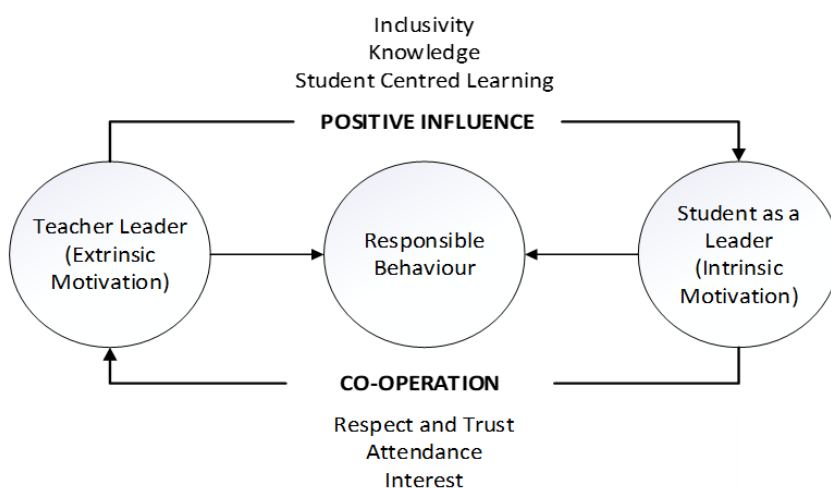 Inclusivity
Knowledge
Student Centred Learning
POSITIVE INFLUENCE
Teacher Leader
(Extrinsic
Motivation)
Responsible
Behaviour
Student as a
Leader
(Intrinsic
Motivation)
CO-OPERATION
Respect and Trust
Attendance
Interest